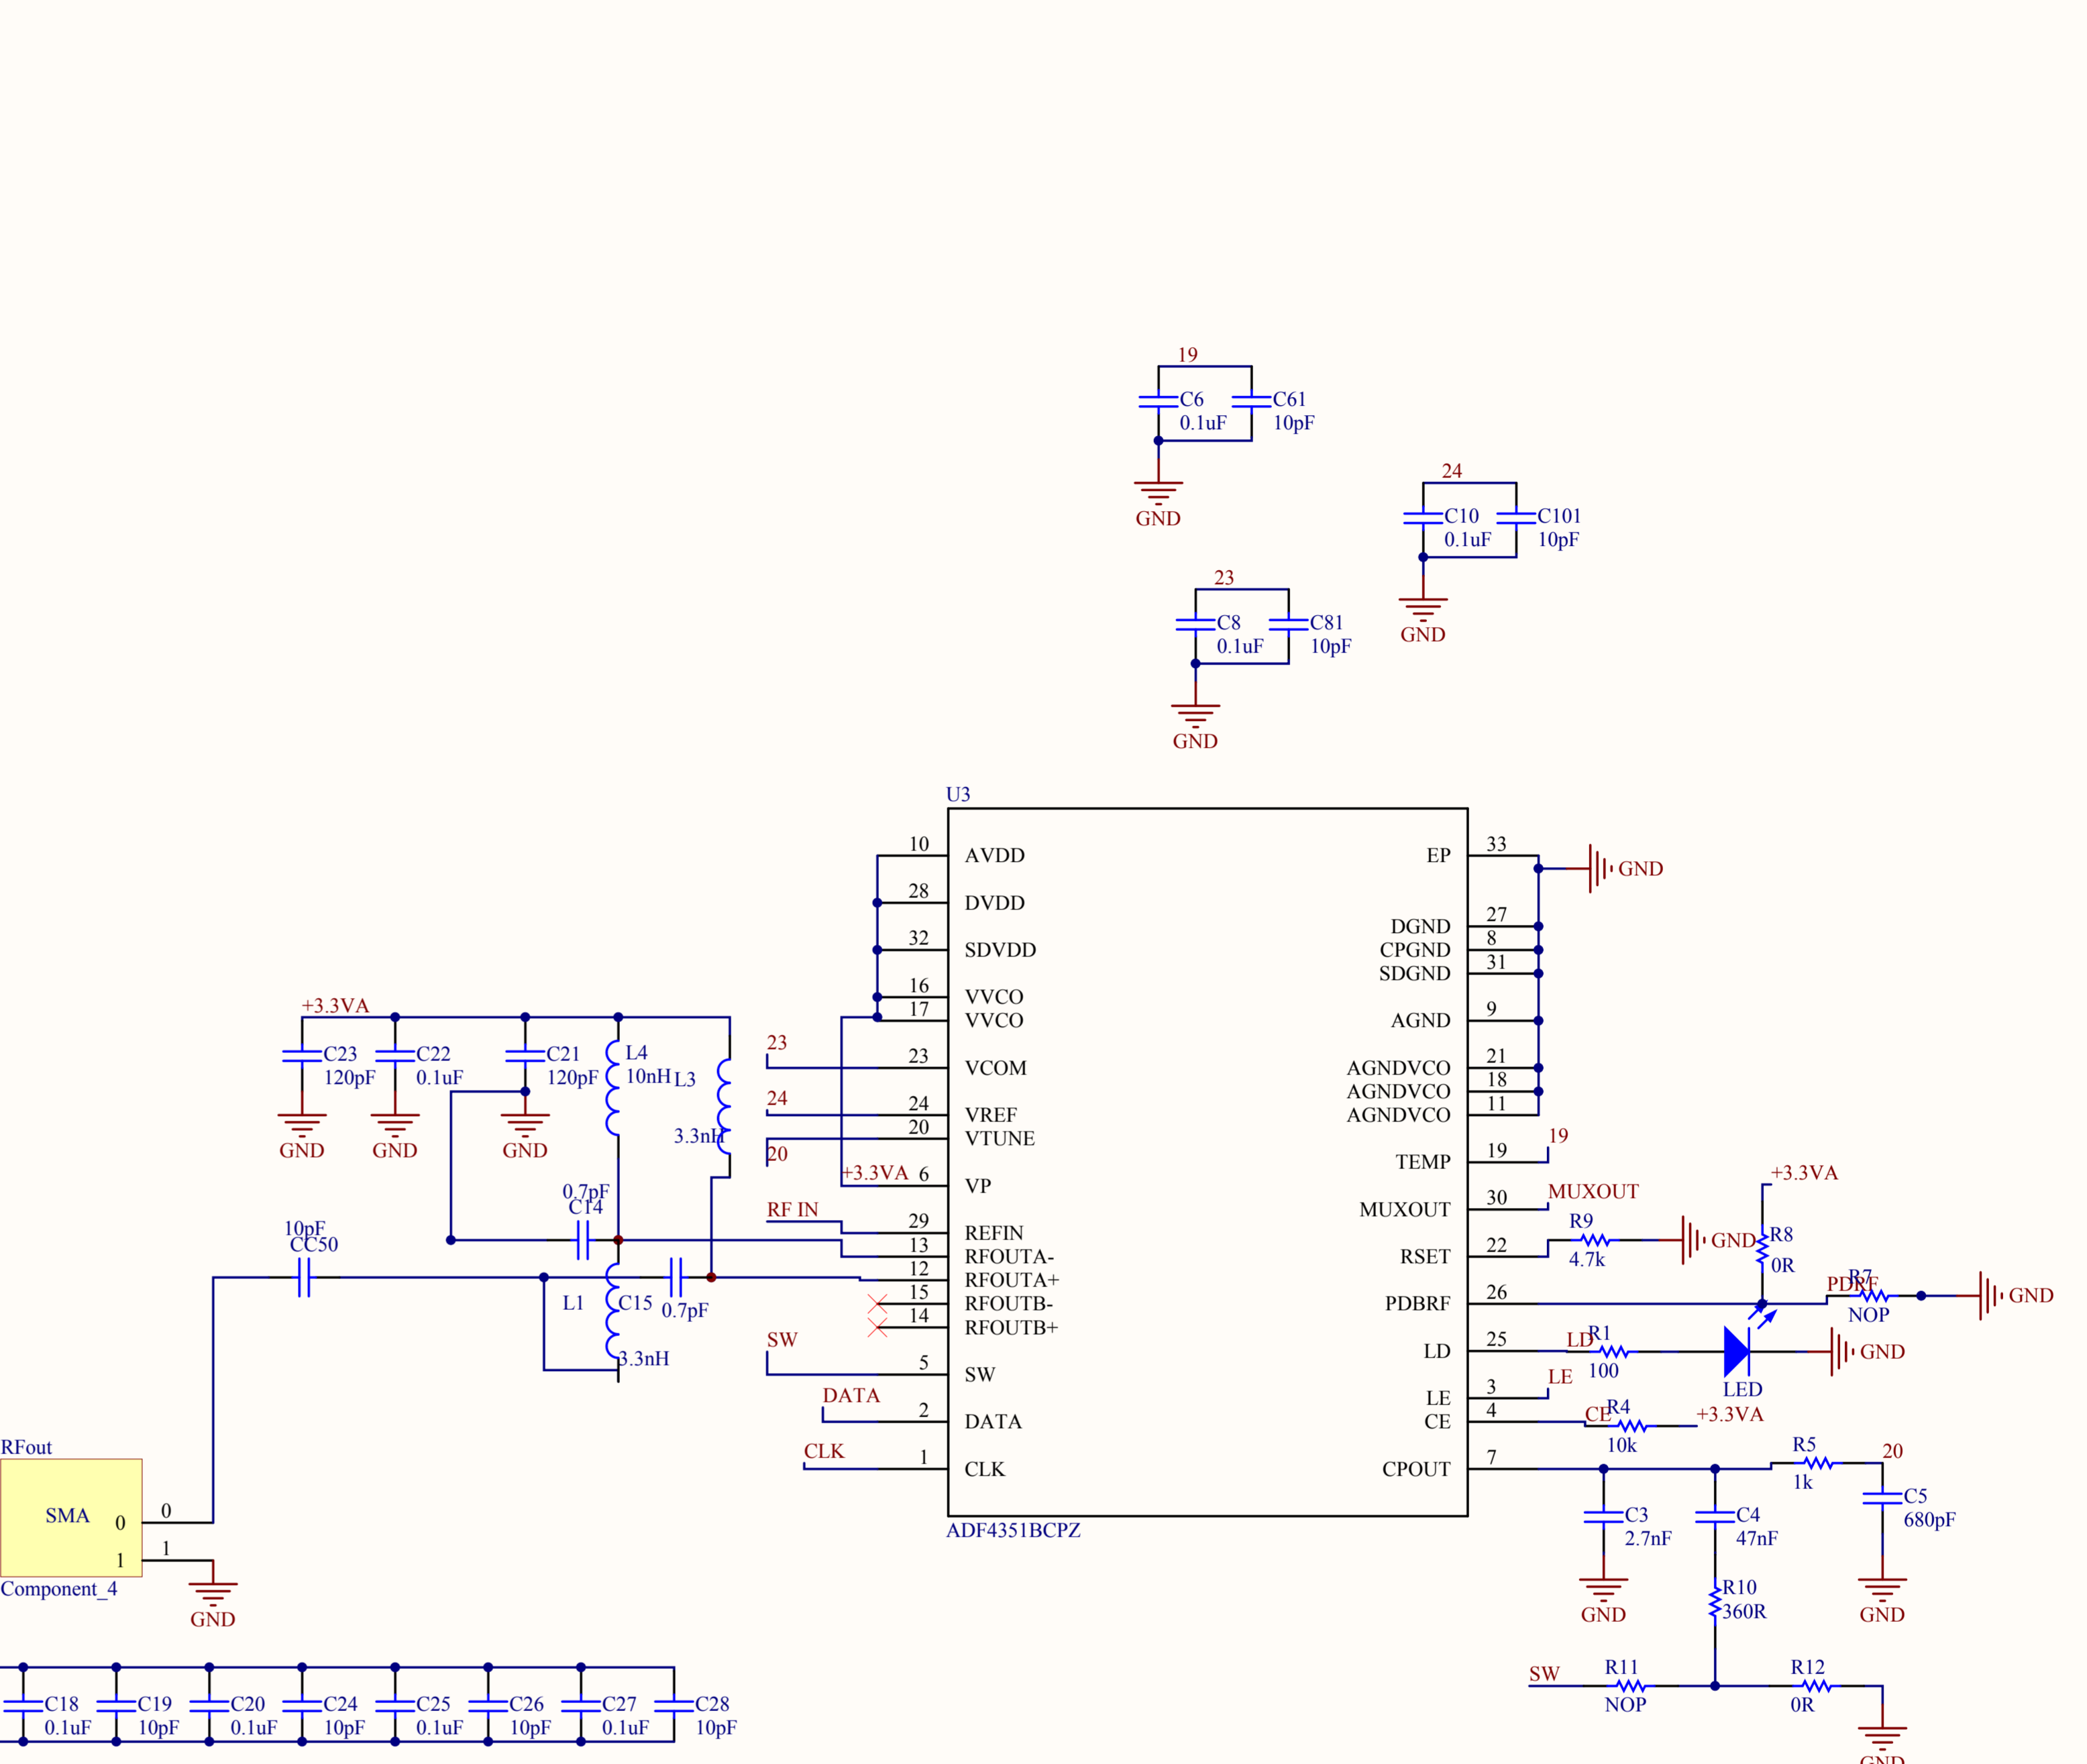 19
C6
0.1uF
C61
10pF
GND
24
C10
0.1uF
C101
10pF
GND
23
C8
0.1uF
C81
10pF
GND
U3
10
AVDD
28
DVDD
32
SDVDD
16
VVCO
17
VVCO
23
23
VCOM
24
24
VREF
20
VTUNE
20
+3.3VA
6
VP
RF IN
29
REFIN
13
RFOUTA-
12
RFOUTA+
15
RFOUTB-
14
RFOUTB+
SW
5
SW
DATA
2
DATA
CLK
1
CLK
ADF4351BCPZ
EP
33
GND
DGND
27
CPGND
8
SDGND
31
AGND
9
AGNDVCO
21
AGNDVCO
18
AGNDVCO
11
TEMP
19
19
MUXOUT
30
MUXOUT
RSET
22
R9
4.7k
GND
+3.3VA
R8
0R
PDBRF
26
PDRF
R7
NOP
GND
LD
25
LD
R1
100
LED
GND
LE
3
LE
CE
4
CE
R4
10k
+3.3VA
CPOUT
7
R5
1k
20
C3
2.7nF
GND
C4
47nF
C5
680pF
GND
R10
360R
SW
R11
NOP
R12
0R
GND
+3.3VA
C23
120pF
GND
C22
0.1uF
GND
C21
120pF
GND
L4
10nH
L3
3.3nH
0.7pF
C14
10pF
CC50
L1
C15
0.7pF
3.3nH
RFout
SMA
0
0
1
1
Component_4
GND
C18
0.1uF
C19
10pF
C20
0.1uF
C24
10pF
C25
0.1uF
C26
10pF
C27
0.1uF
C28
10pF